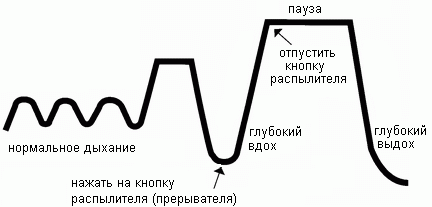 пауза
отпустить
кнопку
распылителя
нормальное дыхание
глубокий
вдох
глубокий
выдох
нажать на кнопку
распылителя (прерывателя)